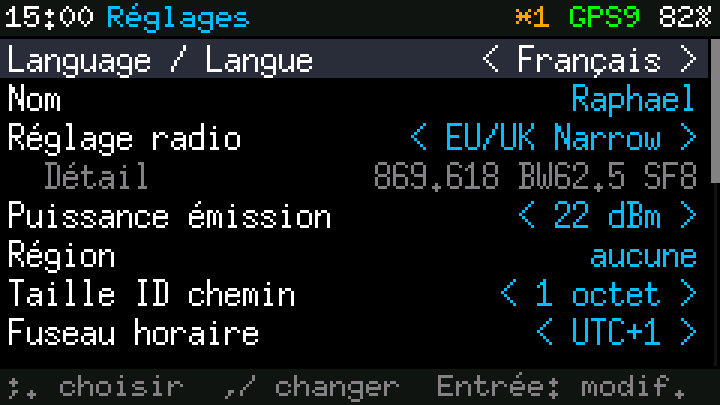 15:00 Réglages ⚹1 GPS9 82%
Language / Langue < Français >
Nom Raphael
Réglage radio < EU/UK Narrow >
Détail 869.618 BW62.5 SF8
Puissance émission < 22 dBm >
Région aucune
Taille ID chemin < 1 octet >
Fuseau horaire < UTC+1 >
;. choisir ,/ changer Entrée: modif.